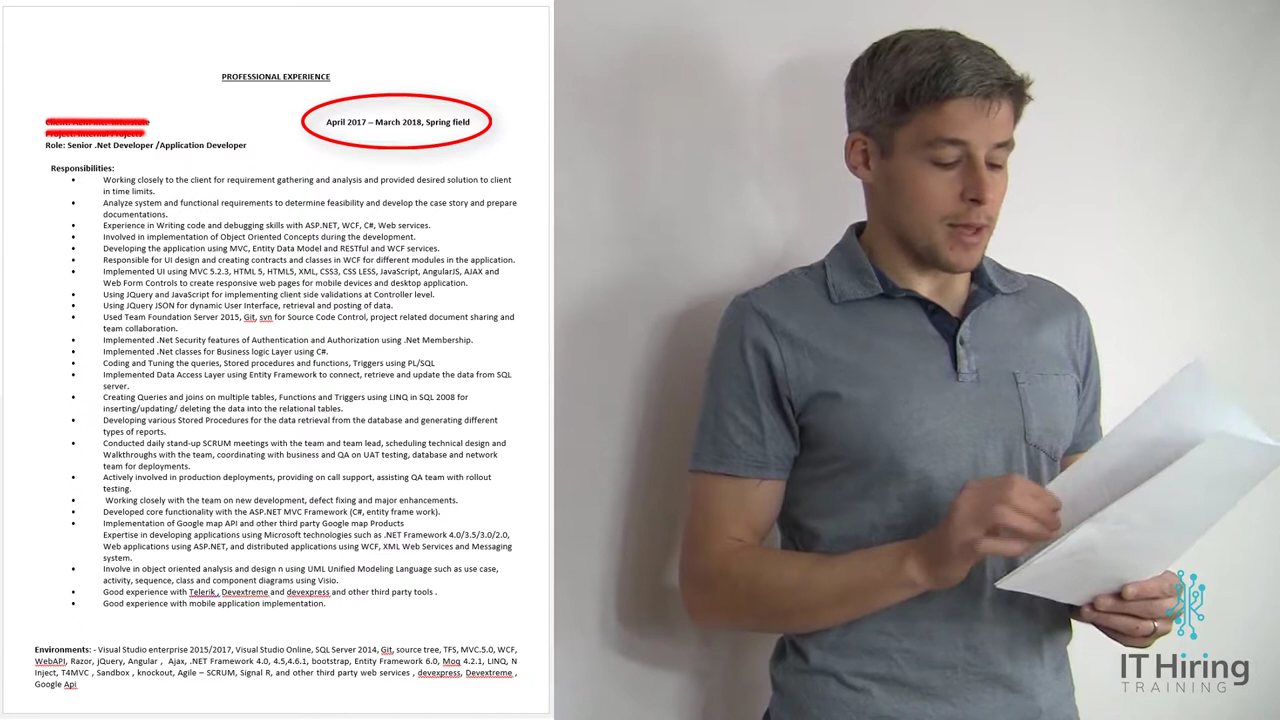 PROFESSIONAL EXPERIENCE
April 2017 – March 2018, Spring field
Role: Senior .Net Developer /Application Developer
Responsibilities:
• Working closely to the client for requirement gathering and analysis and provided desired solution to client
in time limits.
• Analyze system and functional requirements to determine feasibility and develop the case story and prepare
documentations.
• Experience in Writing code and debugging skills with ASP.NET, WCF, C#, Web services.
• Involved in implementation of Object Oriented Concepts during the development.
• Developing the application using MVC, Entity Data Model and RESTful and WCF services.
• Responsible for UI design and creating contracts and classes in WCF for different modules in the application.
• Implemented UI using MVC 5.2.3, HTML 5, HTML5, XML, CSS3, CSS LESS, JavaScript, AngularJS, AJAX and
Web Form Controls to create responsive web pages for mobile devices and desktop application.
• Using JQuery and JavaScript for implementing client side validations at Controller level.
• Using JQuery JSON for dynamic User Interface, retrieval and posting of data.
• Used Team Foundation Server 2015, Git, svn for Source Code Control, project related document sharing and
team collaboration.
• Implemented .Net Security features of Authentication and Authorization using .Net Membership.
• Implemented .Net classes for Business logic Layer using C#.
• Coding and Tuning the queries, Stored procedures and functions, Triggers using PL/SQL
• Implemented Data Access Layer using Entity Framework to connect, retrieve and update the data from SQL
server.
• Creating Queries and joins on multiple tables, Functions and Triggers using LINQ in SQL 2008 for
inserting/updating/ deleting the data into the relational tables.
• Developing various Stored Procedures for the data retrieval from the database and generating different
types of reports.
• Conducted daily stand-up SCRUM meetings with the team and team lead, scheduling technical design and
Walkthroughs with the team, coordinating with business and QA on UAT testing, database and network
team for deployments.
• Actively involved in production deployments, providing on call support, assisting QA team with rollout
testing.
• Working closely with the team on new development, defect fixing and major enhancements.
• Developed core functionality with the ASP.NET MVC Framework (C#, entity frame work).
• Implementation of Google map API and other third party Google map Products
Expertise in developing applications using Microsoft technologies such as .NET Framework 4.0/3.5/3.0/2.0,
Web applications using ASP.NET, and distributed applications using WCF, XML Web Services and Messaging
system.
• Involve in object oriented analysis and design n using UML Unified Modeling Language such as use case,
activity, sequence, class and component diagrams using Visio.
• Good experience with Telerik , Devextreme and devexpress and other third party tools .
• Good experience with mobile application implementation.
Environments: - Visual Studio enterprise 2015/2017, Visual Studio Online, SQL Server 2014, Git, source tree, TFS, MVC.5.0, WCF,
WebAPI, Razor, jQuery, Angular , Ajax, .NET Framework 4.0, 4.5,4.6.1, bootstrap, Entity Framework 6.0, Moq 4.2.1, LINQ, N
Inject, T4MVC , Sandbox , knockout, Agile – SCRUM, Signal R, and other third party web services , devexpress, Devextreme ,
Google Api
IT Hiring
TRAINING